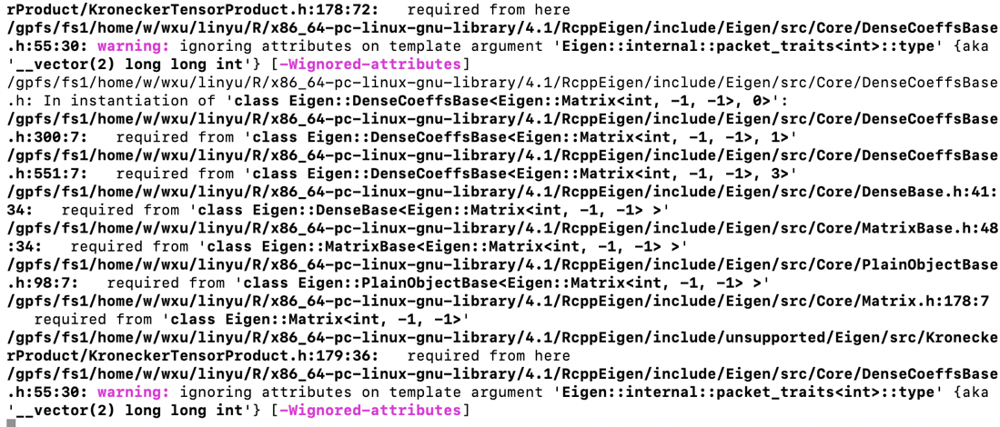 rProduct/KroneckerTensorProduct.h:178:72:   required from here
/gpfs/fs1/home/w/wxu/linyu/R/x86_64-pc-linux-gnu-library/4.1/RcppEigen/include/Eigen/src/Core/DenseCoeffsBase
.h:55:30: warning: ignoring attributes on template argument 'Eigen::internal::packet_traits<int>::type' {aka
'__vector(2) long long int'} [-Wignored-attributes]
/gpfs/fs1/home/w/wxu/linyu/R/x86_64-pc-linux-gnu-library/4.1/RcppEigen/include/Eigen/src/Core/DenseCoeffsBase
.h: In instantiation of 'class Eigen::DenseCoeffsBase<Eigen::Matrix<int, -1, -1>, 0>':
/gpfs/fs1/home/w/wxu/linyu/R/x86_64-pc-linux-gnu-library/4.1/RcppEigen/include/Eigen/src/Core/DenseCoeffsBase
.h:300:7:   required from 'class Eigen::DenseCoeffsBase<Eigen::Matrix<int, -1, -1>, 1>'
/gpfs/fs1/home/w/wxu/linyu/R/x86_64-pc-linux-gnu-library/4.1/RcppEigen/include/Eigen/src/Core/DenseCoeffsBase
.h:551:7:   required from 'class Eigen::DenseCoeffsBase<Eigen::Matrix<int, -1, -1>, 3>'
/gpfs/fs1/home/w/wxu/linyu/R/x86_64-pc-linux-gnu-library/4.1/RcppEigen/include/Eigen/src/Core/DenseBase.h:41:
34:   required from 'class Eigen::DenseBase<Eigen::Matrix<int, -1, -1> >'
/gpfs/fs1/home/w/wxu/linyu/R/x86_64-pc-linux-gnu-library/4.1/RcppEigen/include/Eigen/src/Core/MatrixBase.h:48
:34:   required from 'class Eigen::MatrixBase<Eigen::Matrix<int, -1, -1> >'
/gpfs/fs1/home/w/wxu/linyu/R/x86_64-pc-linux-gnu-library/4.1/RcppEigen/include/Eigen/src/Core/PlainObjectBase
.h:98:7:   required from 'class Eigen::PlainObjectBase<Eigen::Matrix<int, -1, -1> >'
/gpfs/fs1/home/w/wxu/linyu/R/x86_64-pc-linux-gnu-library/4.1/RcppEigen/include/Eigen/src/Core/Matrix.h:178:7
   required from 'class Eigen::Matrix<int, -1, -1>'
/gpfs/fs1/home/w/wxu/linyu/R/x86_64-pc-linux-gnu-library/4.1/RcppEigen/include/unsupported/Eigen/src/Kronecke
rProduct/KroneckerTensorProduct.h:179:36:   required from here
/gpfs/fs1/home/w/wxu/linyu/R/x86_64-pc-linux-gnu-library/4.1/RcppEigen/include/Eigen/src/Core/DenseCoeffsBase
.h:55:30: warning: ignoring attributes on template argument 'Eigen::internal::packet_traits<int>::type' {aka
'__vector(2) long long int'} [-Wignored-attributes]